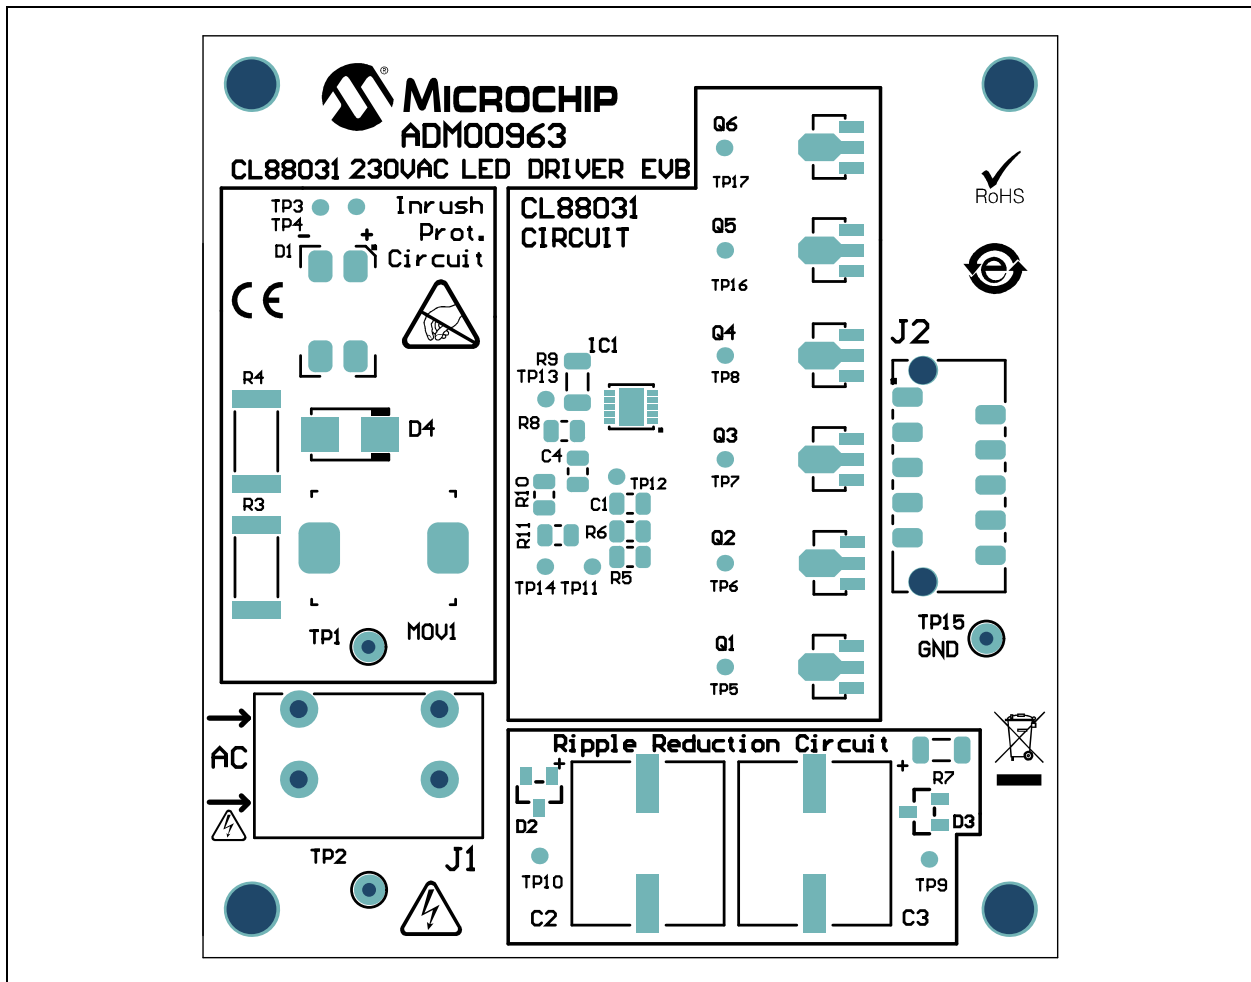 MICROCHIP
®
ADM00963
CL88031 230VAC LED DRIVER EVB
TP3
TP4
- +
D1
Inrush
Prot.
Circuit
CE
R4
D4
R3
TP1
MOV1
AC
TP2
J1
CL88031
CIRCUIT
IC1
R9
TP13
R8
C4
R10
TP12
C1
R11
R6
R5
TP14 TP11
Q6
TP17
Q5
TP16
Q4
TP8
Q3
TP7
Q2
TP6
Q1
TP5
RoHS
e
J2
TP15
GND
Ripple Reduction Circuit
+
D2
TP10
C2
+
R7
D3
TP9
C3